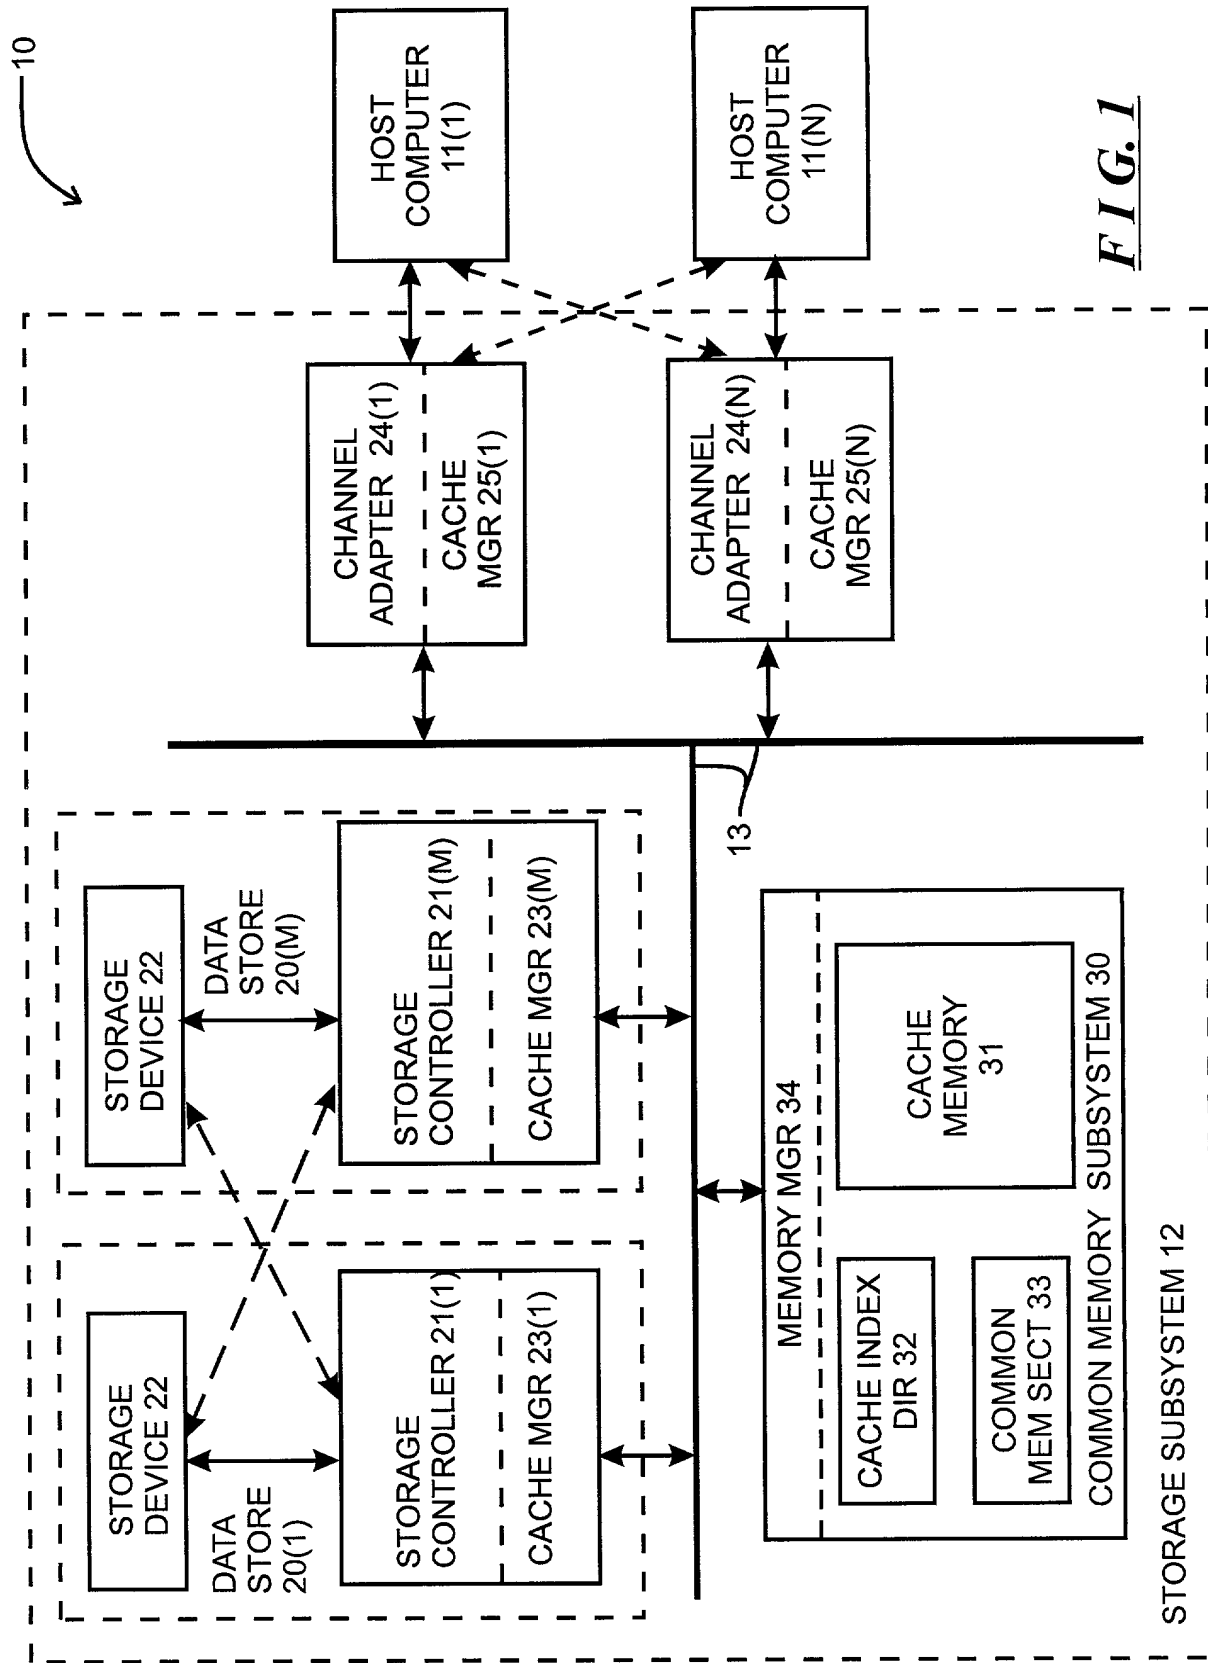 10
HOST
COMPUTER
11(1)
HOST
COMPUTER
11(N)
CHANNEL
ADAPTER 24(1)
CACHE
MGR 25(1)
CHANNEL
ADAPTER 24(N)
CACHE
MGR 25(N)
13
STORAGE
DEVICE 22
DATA
STORE
20(1)
STORAGE
CONTROLLER 21(1)
CACHE MGR 23(1)
STORAGE
DEVICE 22
DATA
STORE
20(M)
STORAGE
CONTROLLER 21(M)
CACHE MGR 23(M)
MEMORY MGR 34
CACHE INDEX
DIR 32
COMMON
MEM SECT 33
CACHE
MEMORY
31
COMMON MEMORY SUBSYSTEM 30
STORAGE SUBSYSTEM 12
FIG. 1